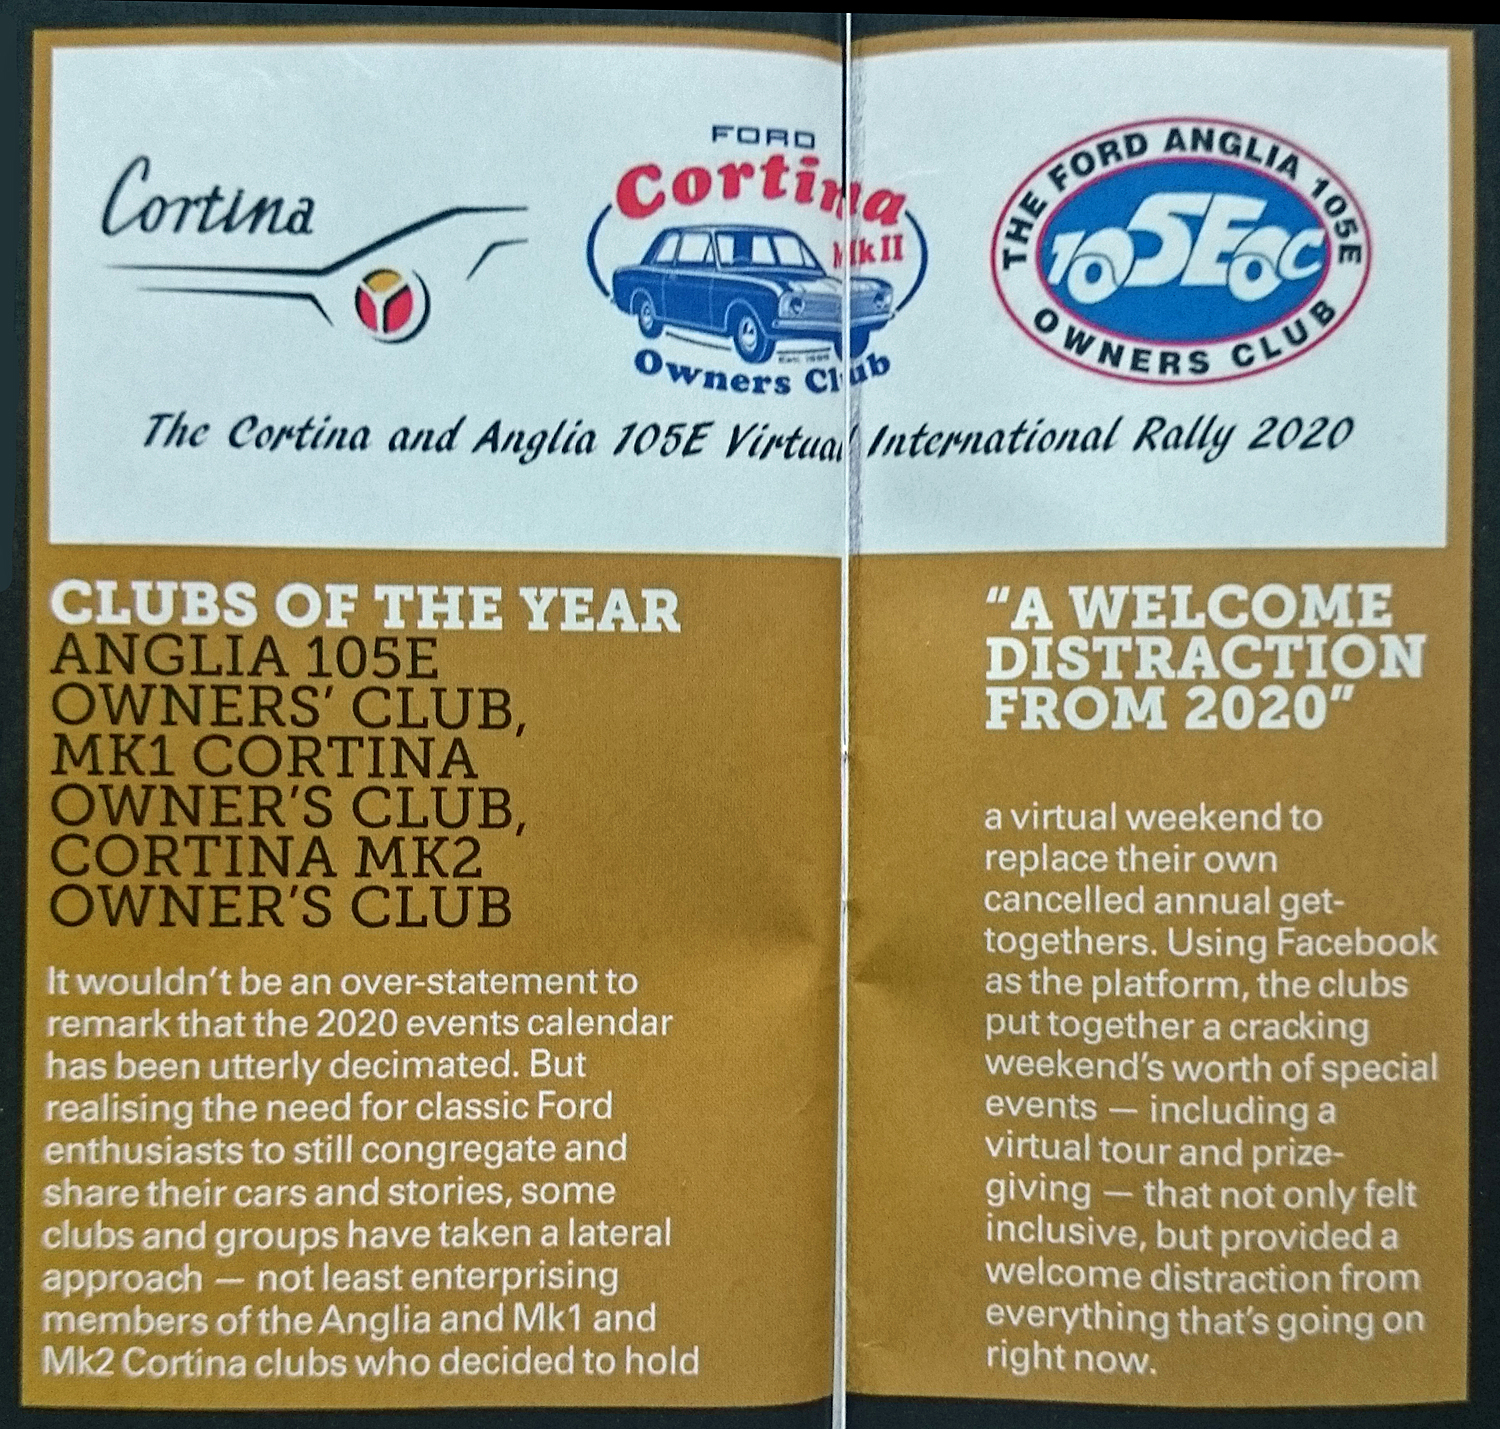 Cortina
FORD
Cortina
Mk II
Owners Club
THE FORD ANGLIA 105E
105EOC
OWNERS CLUB
The Cortina and Anglia 105E Virtual International Rally 2020
CLUBS OF THE YEAR
ANGLIA 105E
OWNERS’ CLUB,
MK1 CORTINA
OWNER’S CLUB,
CORTINA MK2
OWNER’S CLUB
It wouldn’t be an over-statement to
remark that the 2020 events calendar
has been utterly decimated. But
realising the need for classic Ford
enthusiasts to still congregate and
share their cars and stories, some
clubs and groups have taken a lateral
approach — not least enterprising
members of the Anglia and Mk1 and
Mk2 Cortina clubs who decided to hold
“A WELCOME
DISTRACTION
FROM 2020”
a virtual weekend to
replace their own
cancelled annual get-
togethers. Using Facebook
as the platform, the clubs
put together a cracking
weekend’s worth of special
events — including a
virtual tour and prize-
giving — that not only felt
inclusive, but provided a
welcome distraction from
everything that’s going on
right now.